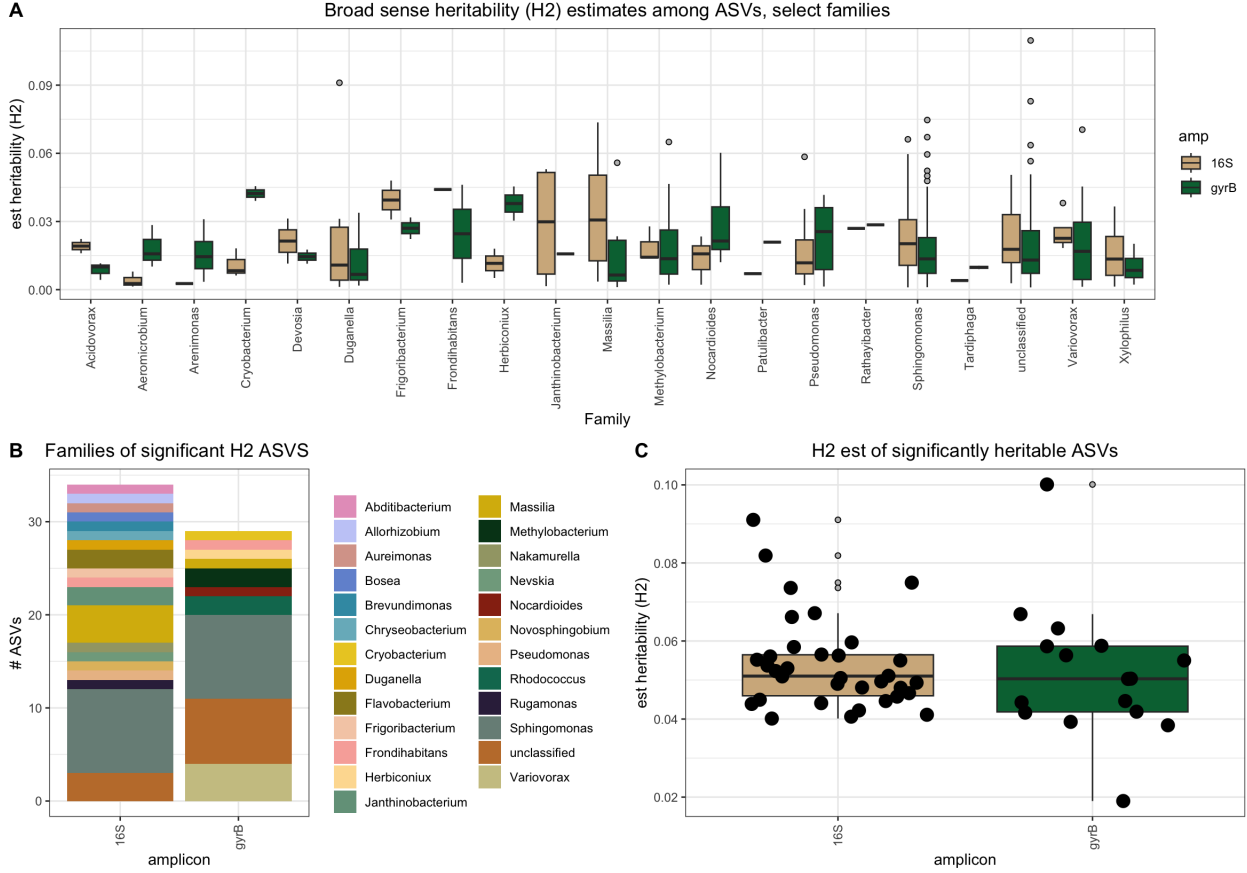 A
Broad sense heritability (H2) estimates among ASVs, select families
est heritability (H2)
0.09
0.06
0.03
0.00
Acidovorax
Aeromicrobium
Arenimonas
Cryobacterium
Devosia
Duganella
Frigoribacterium
Frondihabitans
Herbiconiux
Janthinobacterium
Massilia
Methylobacterium
Nocardioides
Patulibacter
Pseudomonas
Rathayibacter
Sphingomonas
Tardiphaga
unclassified
Variovorax
Xylophilus
Family
amp
16S
gyrB
B
Families of significant H2 ASVS
# ASVs
30
20
10
0
16S
gyrB
amplicon
Abditibacterium
Allorhizobium
Aureimonas
Bosea
Brevundimonas
Chryseobacterium
Cryobacterium
Duganella
Flavobacterium
Frigoribacterium
Frondihabitans
Herbiconiux
Janthinobacterium
Massilia
Methylobacterium
Nakamurella
Nevskia
Nocardioides
Novosphingobium
Pseudomonas
Rhodococcus
Rugamonas
Sphingomonas
unclassified
Variovorax
C
H2 est of significantly heritable ASVs
est heritability (H2)
0.10
0.08
0.06
0.04
0.02
16S
gyrB
amplicon